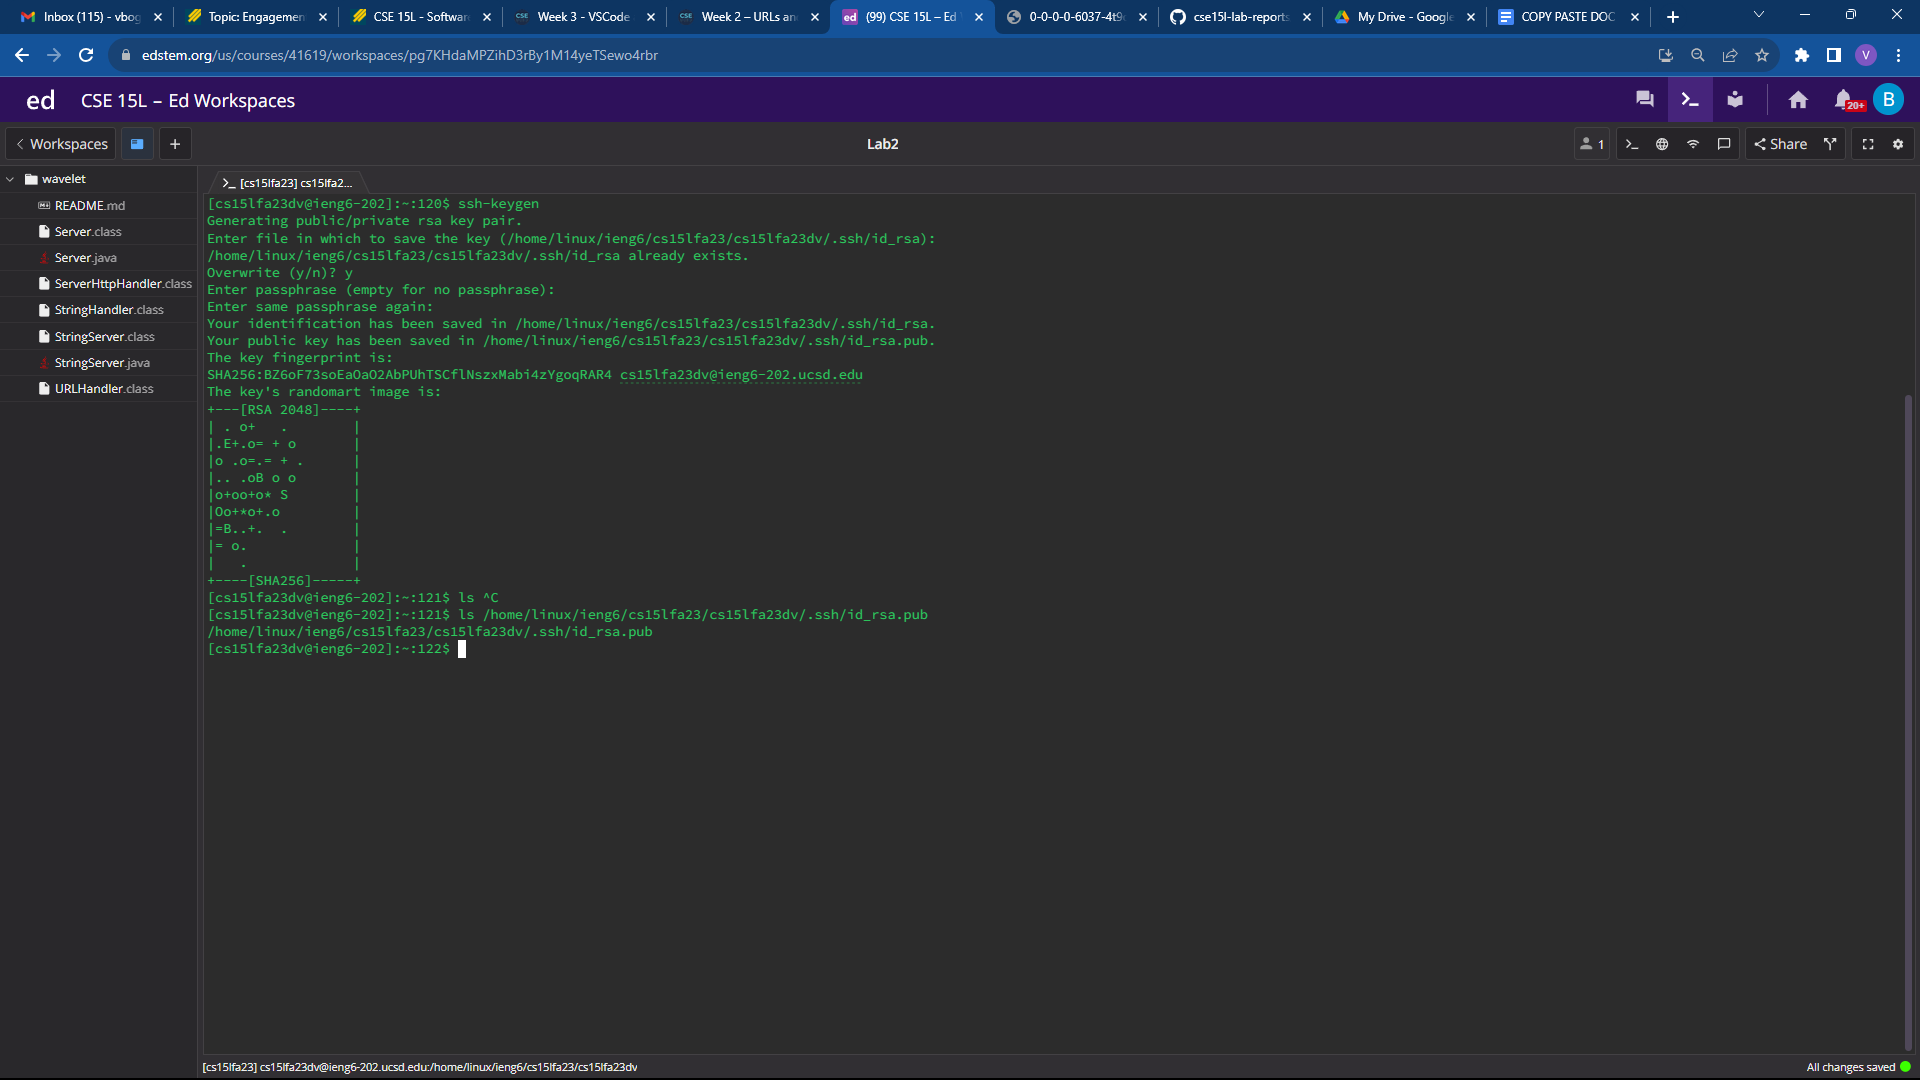 Inbox (115) - vbog
Topic: Engagemen
CSE 15L - Softwar
Week 3 - VSCode
Week 2 – URLs an
(99) CSE 15L – Ed
0-0-0-0-6037-4t9
cse15l-lab-reports
My Drive - Google
COPY PASTE DOC
edstem.org/us/courses/41619/workspaces/pg7KHdaMPZihD3rBy1M14yeTSewo4rbr
V
ed CSE 15L – Ed Workspaces
20+
B
Workspaces
Lab2
1
Share
wavelet
README.md
Server.class
Server.java
ServerHttpHandler.class
StringHandler.class
StringServer.class
StringServer.java
URLHandler.class
[cs15lfa23] cs15lfa2...
[cs15lfa23dv@ieng6-202]:~:120$ ssh-keygen
Generating public/private rsa key pair.
Enter file in which to save the key (/home/linux/ieng6/cs15lfa23/cs15lfa23dv/.ssh/id_rsa):
/home/linux/ieng6/cs15lfa23/cs15lfa23dv/.ssh/id_rsa already exists.
Overwrite (y/n)? y
Enter passphrase (empty for no passphrase):
Enter same passphrase again:
Your identification has been saved in /home/linux/ieng6/cs15lfa23/cs15lfa23dv/.ssh/id_rsa.
Your public key has been saved in /home/linux/ieng6/cs15lfa23/cs15lfa23dv/.ssh/id_rsa.pub.
The key fingerprint is:
SHA256:BZ6oF73soEaOaO2AbPUhTSCflNszxMabi4zYgoqRAR4 cs15lfa23dv@ieng6-202.ucsd.edu
The key's randomart image is:
+---[RSA 2048]----+
| . o+   .        |
|.E+.o= + o       |
|o .o=.= + .      |
|.. .oB o o       |
|o+oo+o* S        |
|Oo+*o+.o         |
|=B..+.  .        |
|= o.             |
|   .             |
+----[SHA256]-----+
[cs15lfa23dv@ieng6-202]:~:121$ ls ^C
[cs15lfa23dv@ieng6-202]:~:121$ ls /home/linux/ieng6/cs15lfa23/cs15lfa23dv/.ssh/id_rsa.pub
/home/linux/ieng6/cs15lfa23/cs15lfa23dv/.ssh/id_rsa.pub
[cs15lfa23dv@ieng6-202]:~:122$
[cs15lfa23] cs15lfa23dv@ieng6-202.ucsd.edu:/home/linux/ieng6/cs15lfa23/cs15lfa23dv
All changes saved